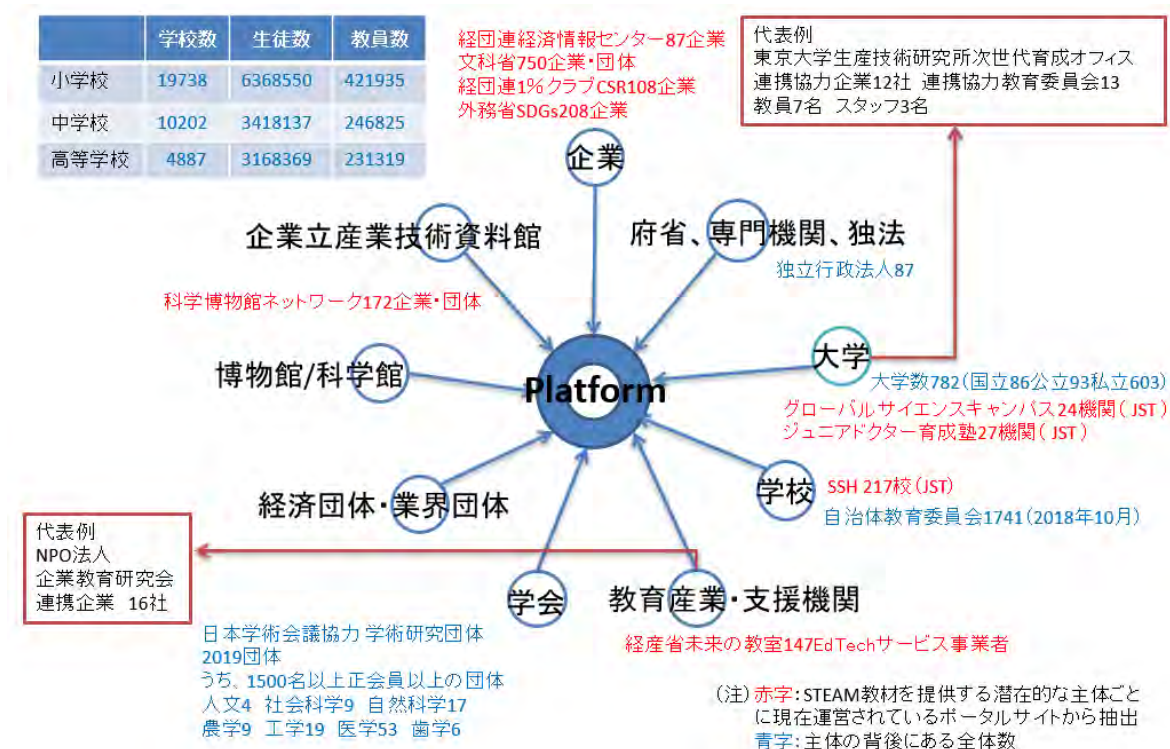 学校数 生徒数 教員数
小学校 19738 6368550 421935
中学校 10202 3418137 246825
高等学校 4887 3168369 231319
経団連経済情報センター87企業
文科省750企業・団体
経団連1%クラブCSR108企業
外務省SDGs208企業
代表例
東京大学生産技術研究所次世代育成オフィス
連携協力企業12社 連携協力教育委員会13
教員7名 スタッフ3名
企業
企業立産業技術資料館
府省、専門機関、独法
独立行政法人87
科学博物館ネットワーク172企業・団体
博物館/科学館
Platform
大学
大学数782(国立86公立93私立603)
グローバルサイエンスキャンパス24機関(JST)
ジュニアドクター育成塾27機関(JST)
経済団体・業界団体
学校
SSH 217校(JST)
自治体教育委員会1741(2018年10月)
代表例
NPO法人
企業教育研究会
連携企業 16社
学会
教育産業・支援機関
日本学術会議協力 学術研究団体
2019団体
うち、1500名以上正会員以上の団体
人文4 社会科学9 自然科学17
農学9 工学19 医学53 歯学6
経産省未来の教室147EdTechサービス事業者
(注)赤字:STEAM教材を提供する潜在的な主体ごと
に現在運営されているポータルサイトから抽出
青字:主体の背後にある全体数